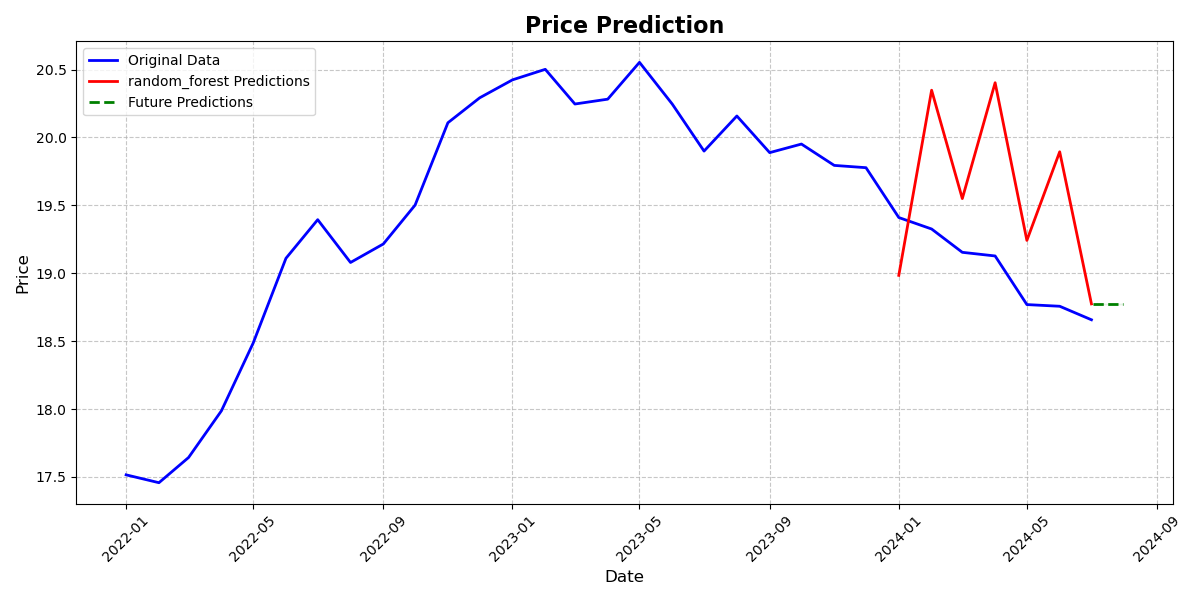 Price Prediction
Original Data
random_forest Predictions
Future Predictions
Price
20.5
20.0
19.5
19.0
18.5
18.0
17.5
2022-01
2022-05
2022-09
2023-01
2023-05
2023-09
2024-01
2024-05
2024-09
Date